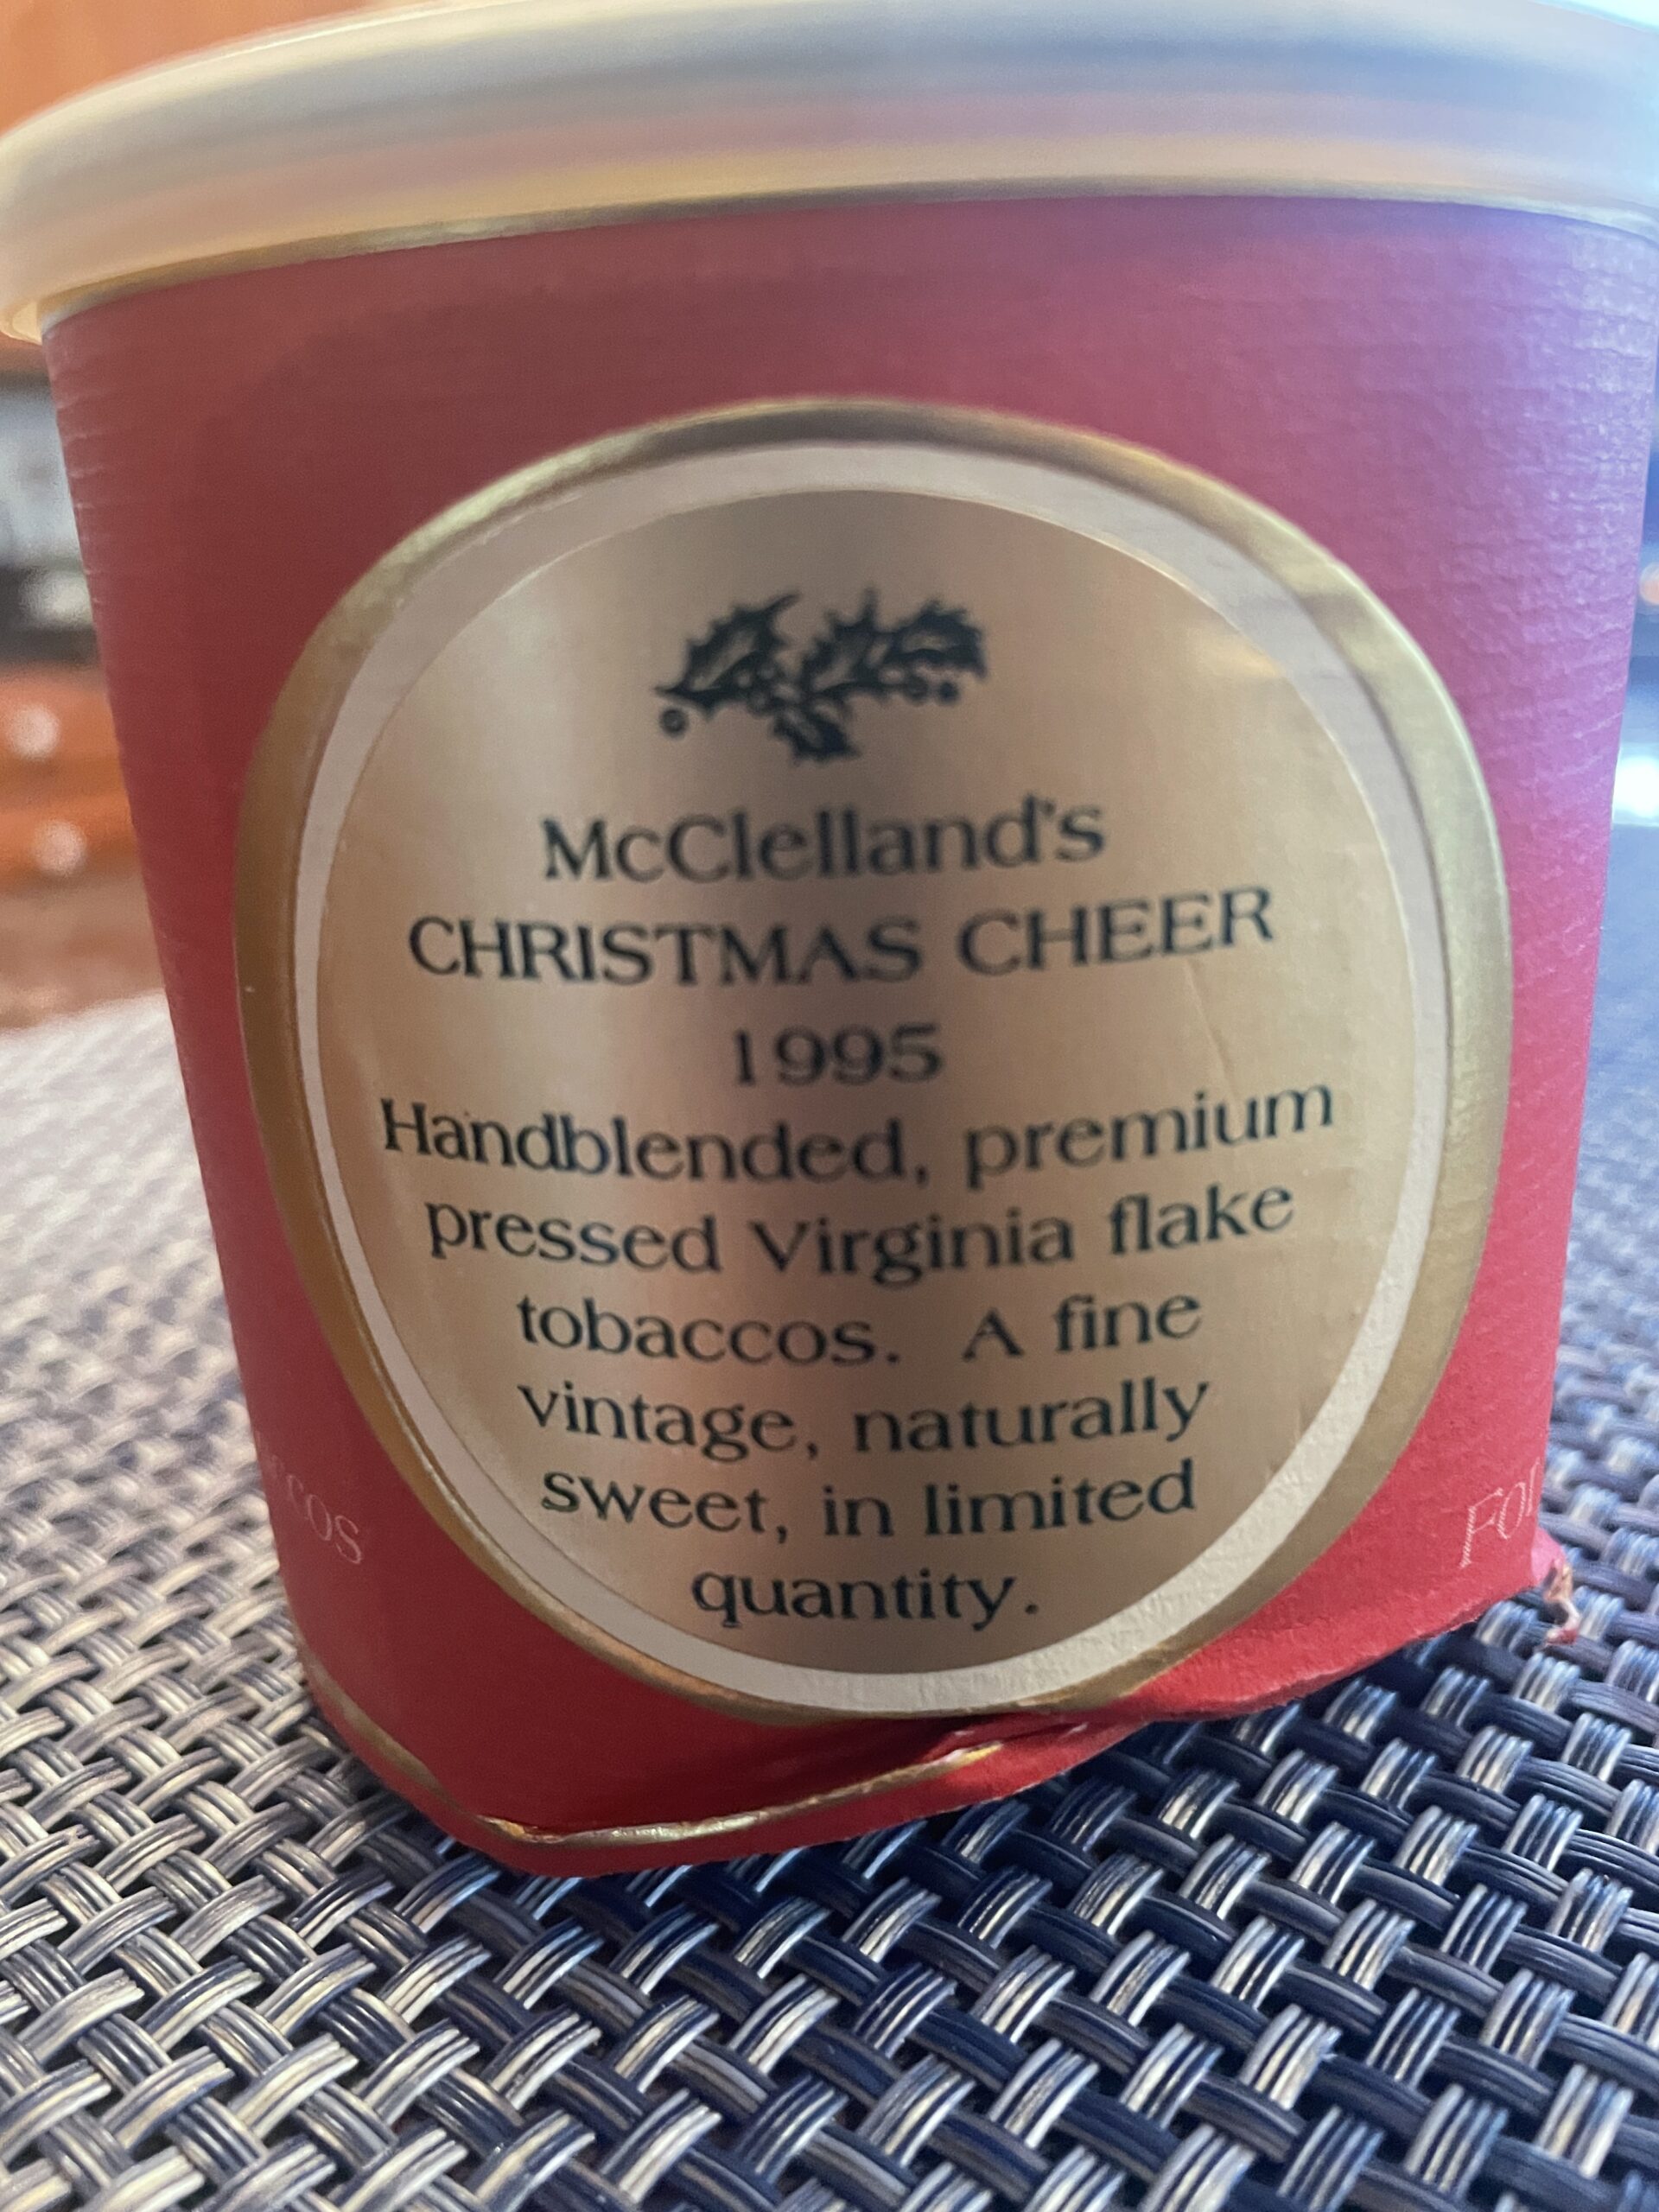 McClelland's
CHRISTMAS CHEER
1995
Handblended, premium
pressed Virginia flake
tobaccos. A fine
vintage, naturally
sweet, in limited
quantity.